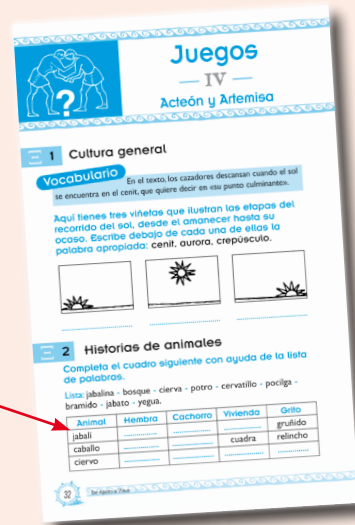 ?
Juegos
IV
Acteón y Artemisa
1 Cultura general
Vocabulario
En el texto, los cazadores descansan cuando el sol
se encuentra en el cenit, que quiere decir en «su punto culminante».
Aquí tienes tres viñetas que ilustran las etapas del
recorrido del sol, desde el amanecer hasta su
ocaso. Escribe debajo de cada una de ellas la
palabra apropiada: cenit, aurora, crepúsculo.
2 Historias de animales
Completa el cuadro siguiente con ayuda de la lista
de palabras.
Lista: jabalina - bosque - cierva - potro - cervatillo - pocilga -
bramido - jabato - yegua.
Animal Hembra Cachorro Vivienda Grito
jabalí gruñido
caballo cuadra relincho
ciervo
32